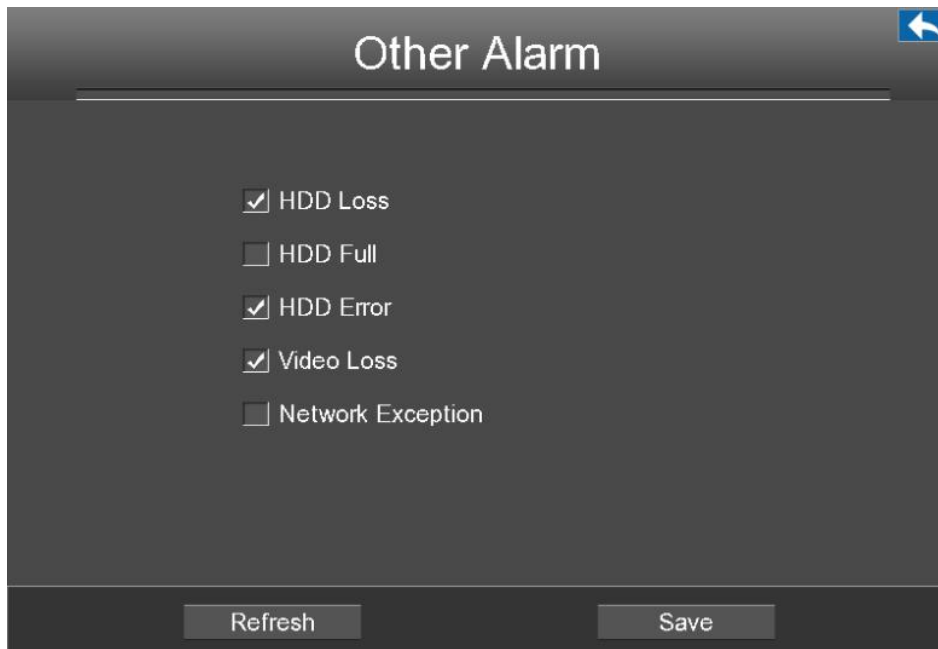 Other Alarm
HDD Loss
HDD Full
HDD Error
Video Loss
Network Exception
Refresh Save